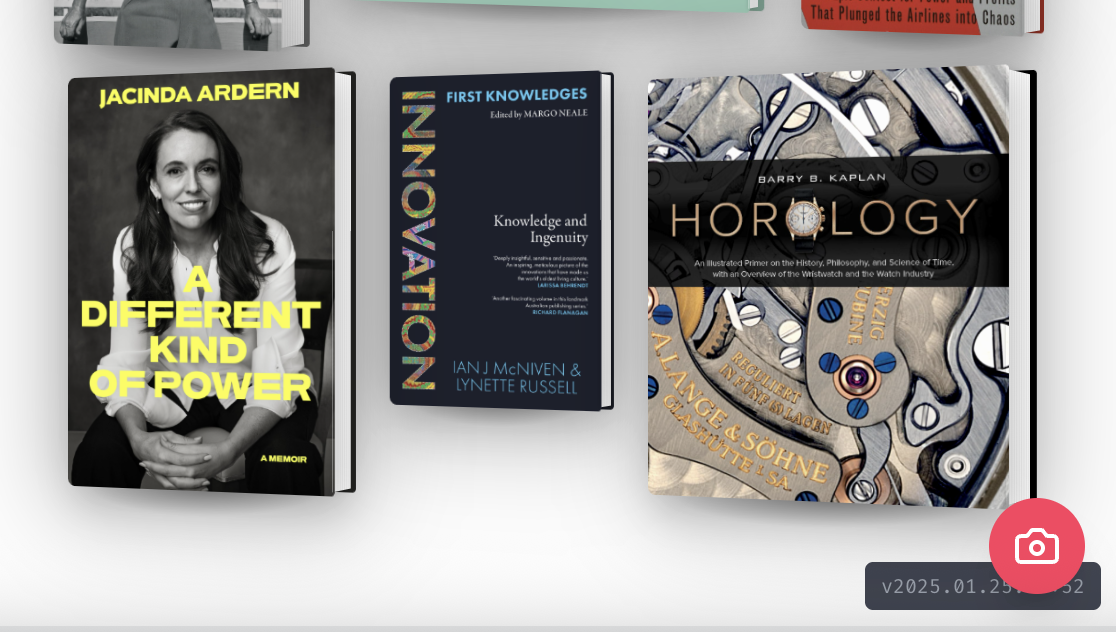 That Plunged the Airlines into Chaos
JACINDA ARDERN
A
DIFFERENT
KIND
OF POWER
A MEMOIR
INNOVATION
FIRST KNOWLEDGES
Edited by MARGO NEALE
Knowledge and
Ingenuity
'Deeply insightful, sensitive and passionate.
An inspiring, meticulous picture of the
innovations that have made us
the world's oldest living culture.'
LARISSA BEHRENDT
'Another fascinating volume in this landmark
Australian publishing series.'
RICHARD FLANAGAN
IAN J McNIVEN &
LYNETTE RUSSELL
BARRY B. KAPLAN
HOROLOGY
An Illustrated Primer on the History, Philosophy, and Science of Time,
with an Overview of the Wristwatch and the Watch Industry
REGULIERT
IN FÜNF LAGEN
A. LANGE & SÖHNE
GLASHÜTTE I/SA.
v2025.01.25
52